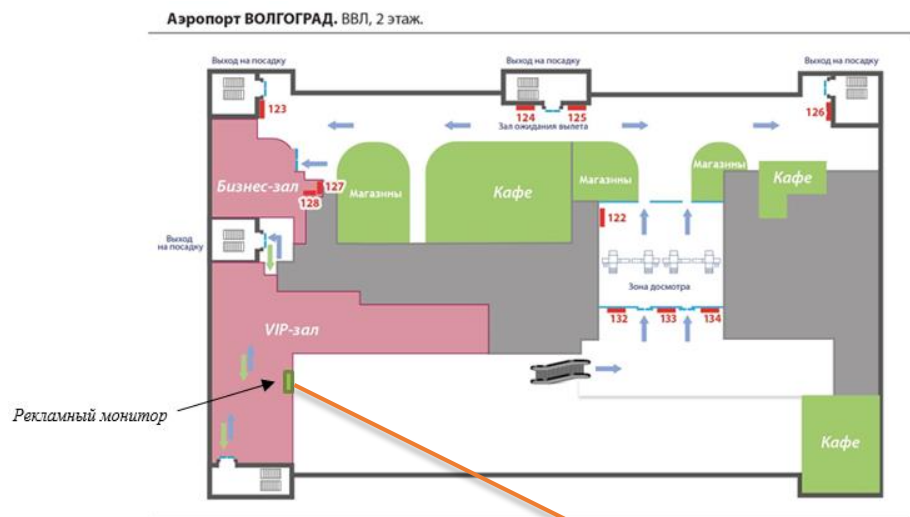 Аэропорт ВОЛГОГРАД. ВВЛ, 2 этаж.
Выход на посадку
Выход на посадку
Выход на посадку
123
124
125
126
Зал ожидания вылета
Бизнес-зал
127
128
Магазины
Кафе
Магазины
Магазины
Кафе
122
Выход
на посадку
Зона досмотра
132
133
134
VIP-зал
Рекламный монитор
Кафе